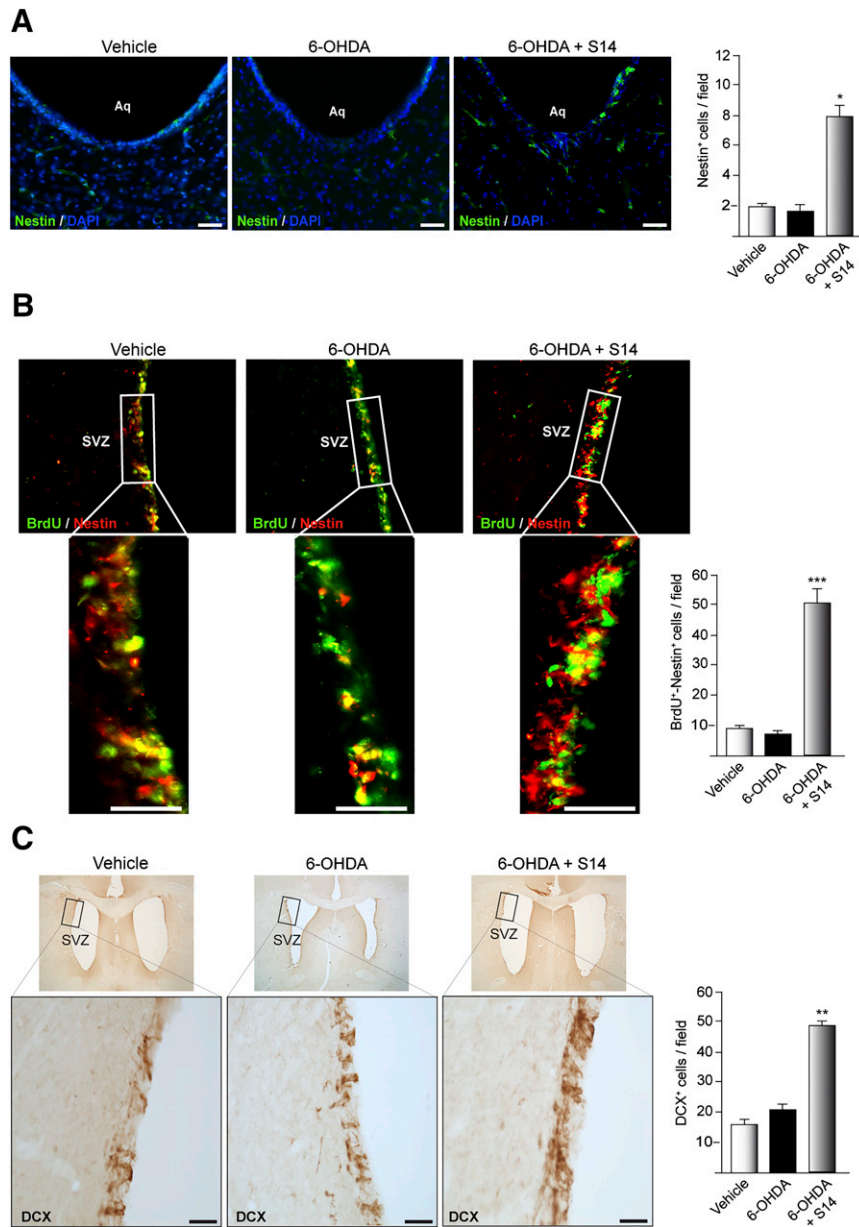 A
Vehicle
6-OHDA
6-OHDA + S14
Aq
Aq
Aq
Nestin / DAPI
Nestin / DAPI
Nestin / DAPI
Nestin⁺ cells / field
12
10
8
6
4
2
*
Vehicle
6-OHDA
6-OHDA
+ S14
B
Vehicle
6-OHDA
6-OHDA + S14
SVZ
SVZ
SVZ
BrdU / Nestin
BrdU / Nestin
BrdU / Nestin
BrdU⁺-Nestin⁺ cells / field
60
50
40
30
20
10
***
Vehicle
6-OHDA
6-OHDA
+ S14
C
Vehicle
6-OHDA
6-OHDA + S14
SVZ
SVZ
SVZ
DCX
DCX
DCX
DCX⁺ cells / field
60
50
40
30
20
10
**
Vehicle
6-OHDA
6-OHDA
+ S14